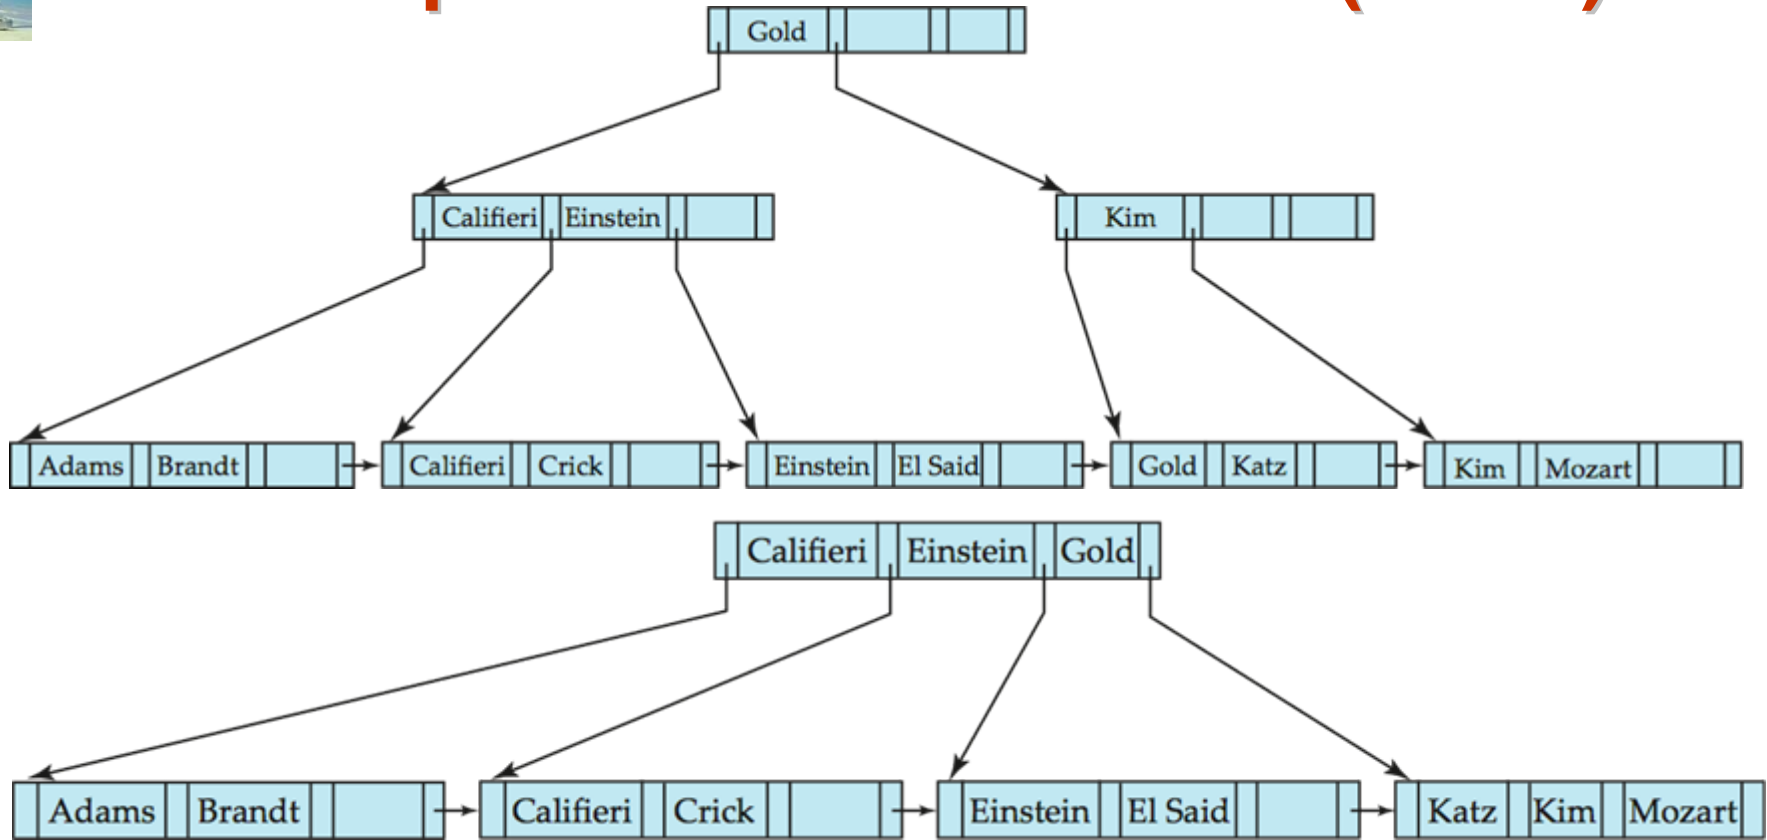 Gold
Califieri Einstein
Kim
Adams Brandt
Califieri Crick
Einstein El Said
Gold Katz
Kim Mozart
Califieri Einstein Gold
Adams Brandt
Califieri Crick
Einstein El Said
Katz Kim Mozart